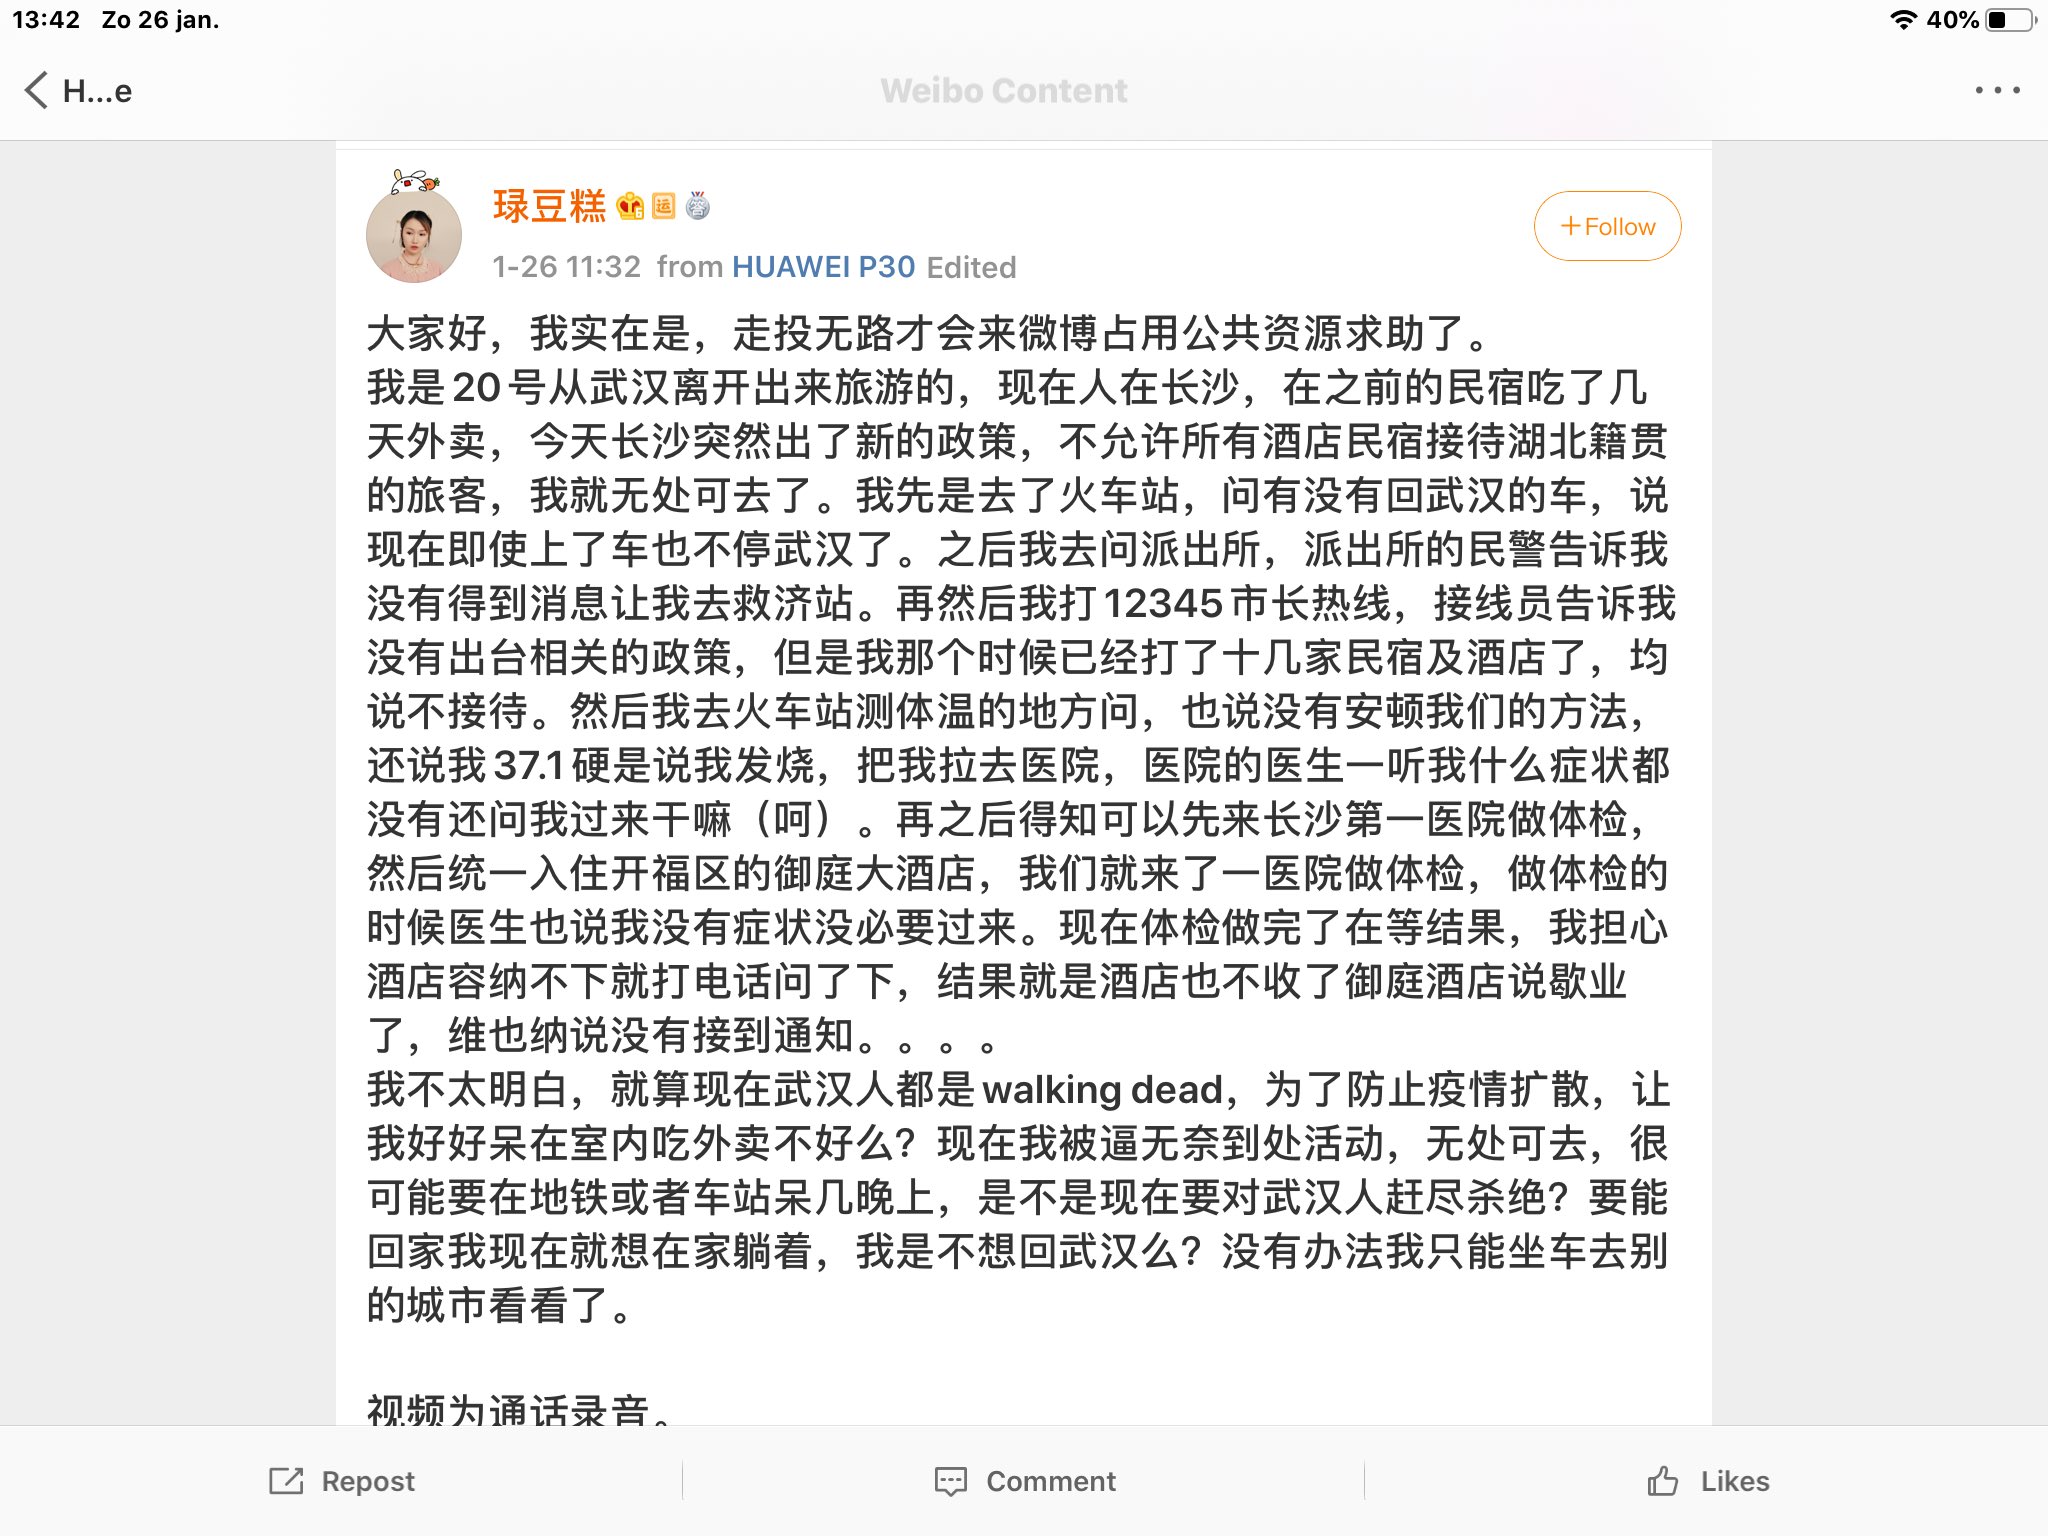 13:42 Zo 26 jan.
40%
H...e
Weibo Content
琭豆糕
+Follow
1-26 11:32 from HUAWEI P30 Edited
大家好，我实在是，走投无路才会来微博占用公共资源求助了。
我是20号从武汉离开出来旅游的，现在人在长沙，在之前的民宿吃了几
天外卖，今天长沙突然出了新的政策，不允许所有酒店民宿接待湖北籍贯
的旅客，我就无处可去了。我先是去了火车站，问有没有回武汉的车，说
现在即使上了车也不停武汉了。之后我去问派出所，派出所的民警告诉我
没有得到消息让我去救济站。再然后我打12345市长热线，接线员告诉我
没有出台相关的政策，但是我那个时候已经打了十几家民宿及酒店了，均
说不接待。然后我去火车站测体温的地方问，也说没有安顿我们的方法，
还说我37.1硬是说我发烧，把我拉去医院，医院的医生一听我什么症状都
没有还问我过来干嘛（呵）。再之后得知可以先来长沙第一医院做体检，
然后统一入住开福区的御庭大酒店，我们就来了一医院做体检，做体检的
时候医生也说我没有症状没必要过来。现在体检做完了在等结果，我担心
酒店容纳不下就打电话问了下，结果就是酒店也不收了御庭酒店说歇业
了，维也纳说没有接到通知。。。。
我不太明白，就算现在武汉人都是walking dead，为了防止疫情扩散，让
我好好呆在室内吃外卖不好么？现在我被逼无奈到处活动，无处可去，很
可能要在地铁或者车站呆几晚上，是不是现在要对武汉人赶尽杀绝？要能
回家我现在就想在家躺着，我是不想回武汉么？没有办法我只能坐车去别
的城市看看了。
视频为通话录音。
Repost
Comment
Likes